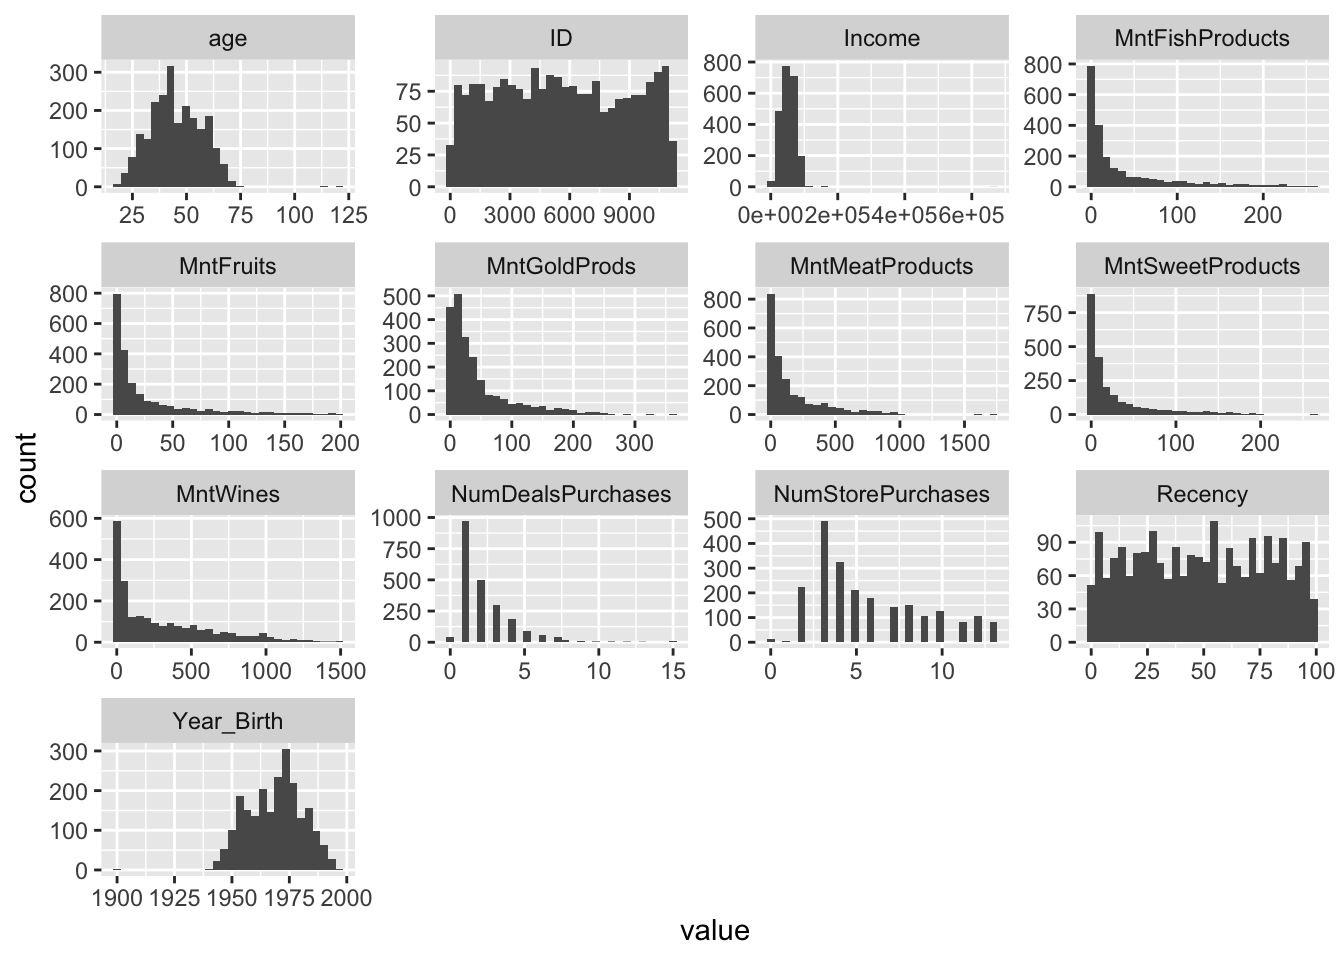 age ID Income MntFishProducts
300 200 100 0
75 50 25 0
800 600 400 200 0
800 600 400 200 0
25 50 75 100 125
0 3000 6000 9000
0e+002e+054e+056e+05
0 100 200
MntFruits MntGoldProds MntMeatProducts MntSweetProducts
800 600 400 200 0
500 400 300 200 100 0
800 600 400 200 0
750 500 250 0
0 50 100 150 200
0 100 200 300
0 500 1000 1500
0 100 200
MntWines NumDealsPurchases NumStorePurchases Recency
600 400 200 0
1000 750 500 250 0
500 400 300 200 100 0
90 60 30 0
0 500 1000 1500
0 5 10 15
0 5 10
0 25 50 75 100
Year_Birth
300 200 100 0
1900 1925 1950 1975 2000
count
value